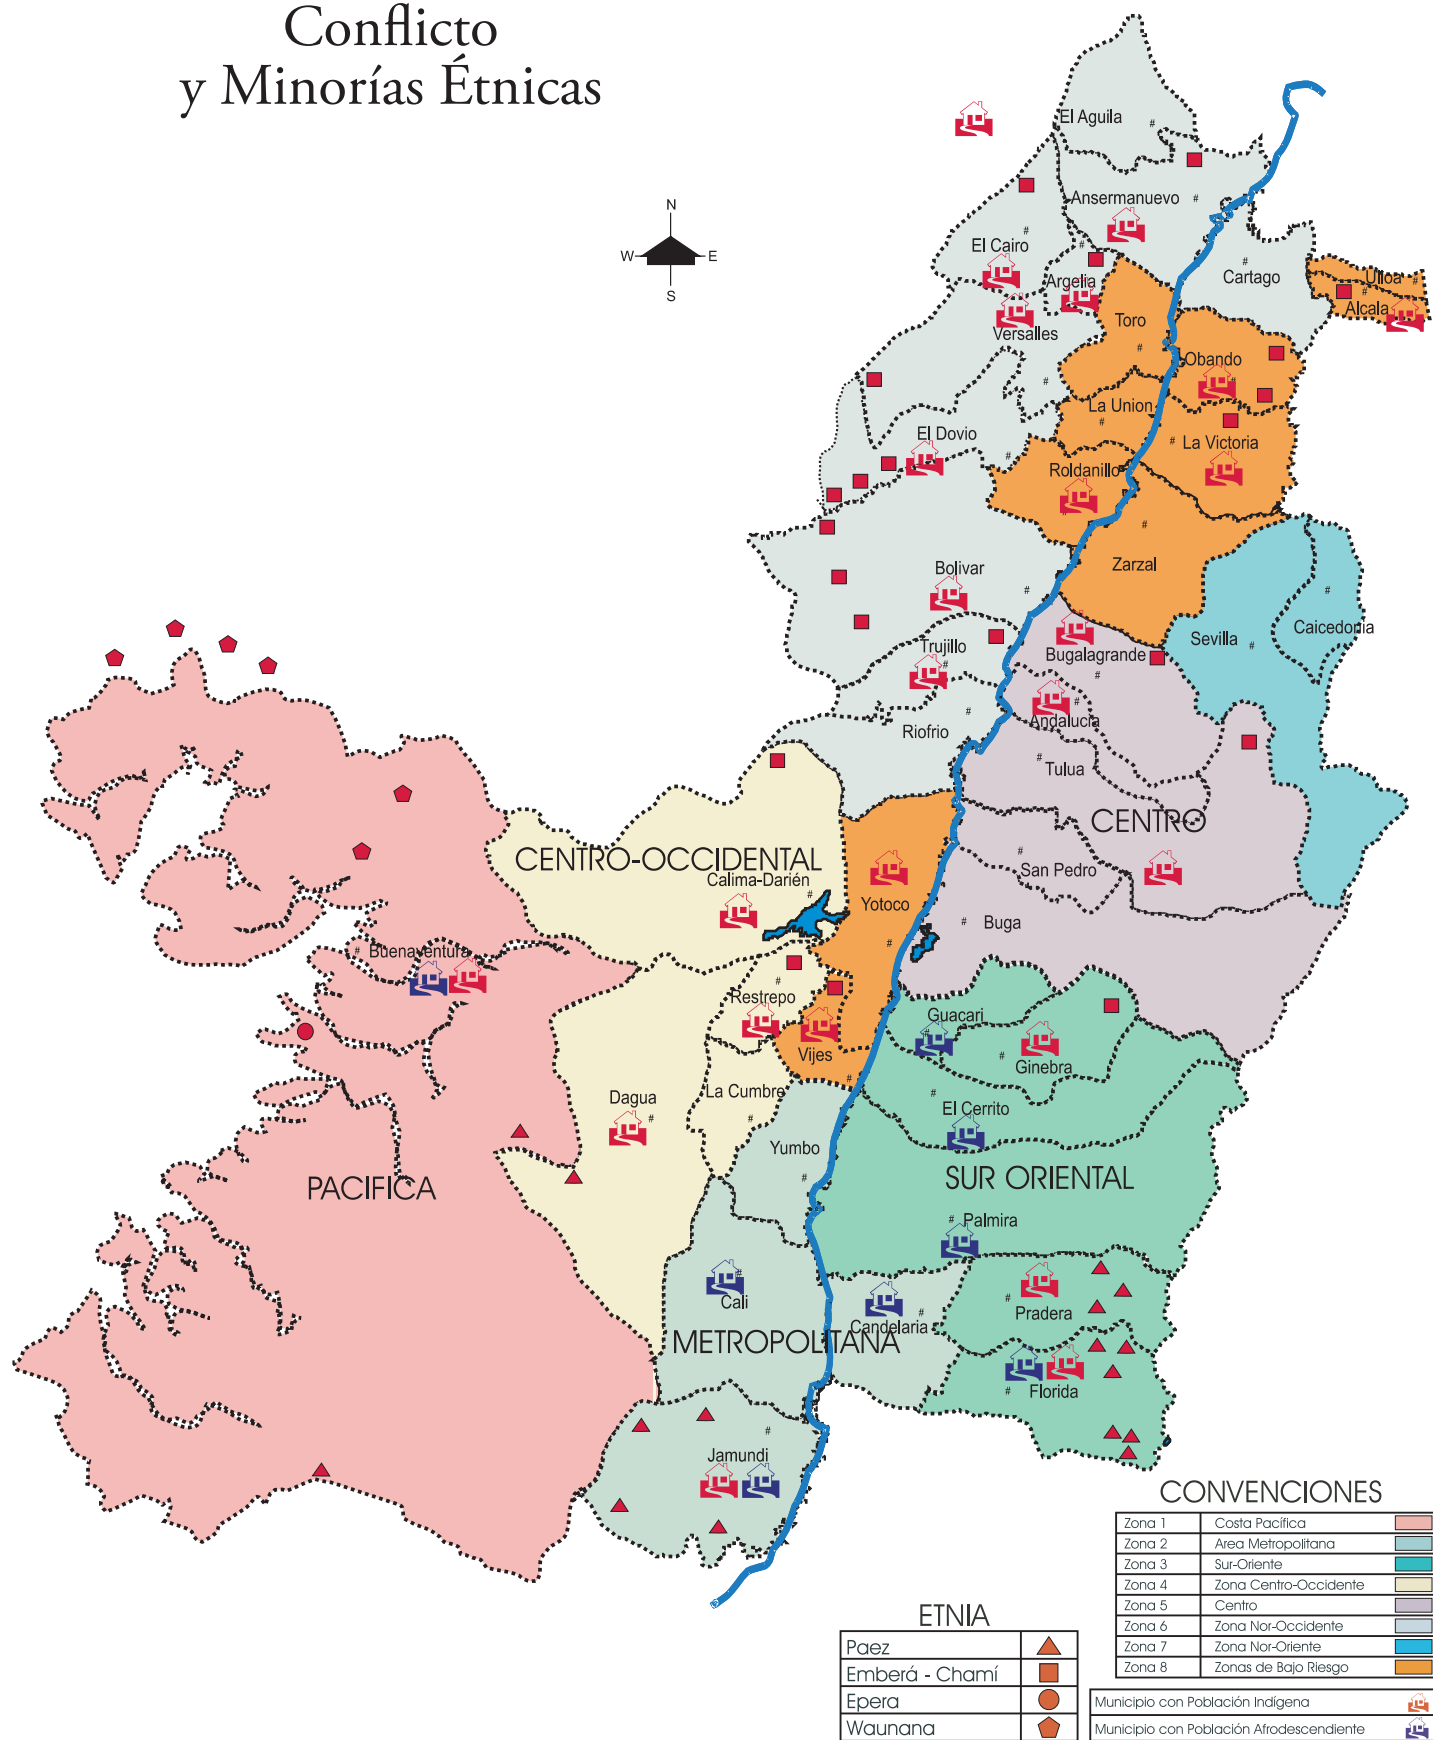 Conflicto
y Minorías Étnicas
N
W E
S
El Aguila
Ansermanuevo
El Cairo
Argelia
Cartago
Ulloa
Alcala
Versalles
Toro
Obando
La Union
El Dovio
La Victoria
Roldanillo
Zarzal
Bolivar
Sevilla
Caicedonia
Trujillo
Bugalagrande
Andalucia
Riofrio
Tulua
CENTRO
CENTRO-OCCIDENTAL
San Pedro
Calima-Darién
Yotoco
Buga
Buenaventura
Restrepo
Guacari
Vijes
Ginebra
La Cumbre
Dagua
El Cerrito
Yumbo
PACIFICA
SUR ORIENTAL
Palmira
Cali
Pradera
Candelaria
METROPOLITANA
Florida
Jamundi
CONVENCIONES
Zona 1 Costa Pacífica
Zona 2 Area Metropolitana
Zona 3 Sur-Oriente
Zona 4 Zona Centro-Occidente
Zona 5 Centro
Zona 6 Zona Nor-Occidente
Zona 7 Zona Nor-Oriente
Zona 8 Zonas de Bajo Riesgo
ETNIA
Paez
Emberá - Chamí
Epera
Waunana
Municipio con Población Indígena
Municipio con Población Afrodescendiente